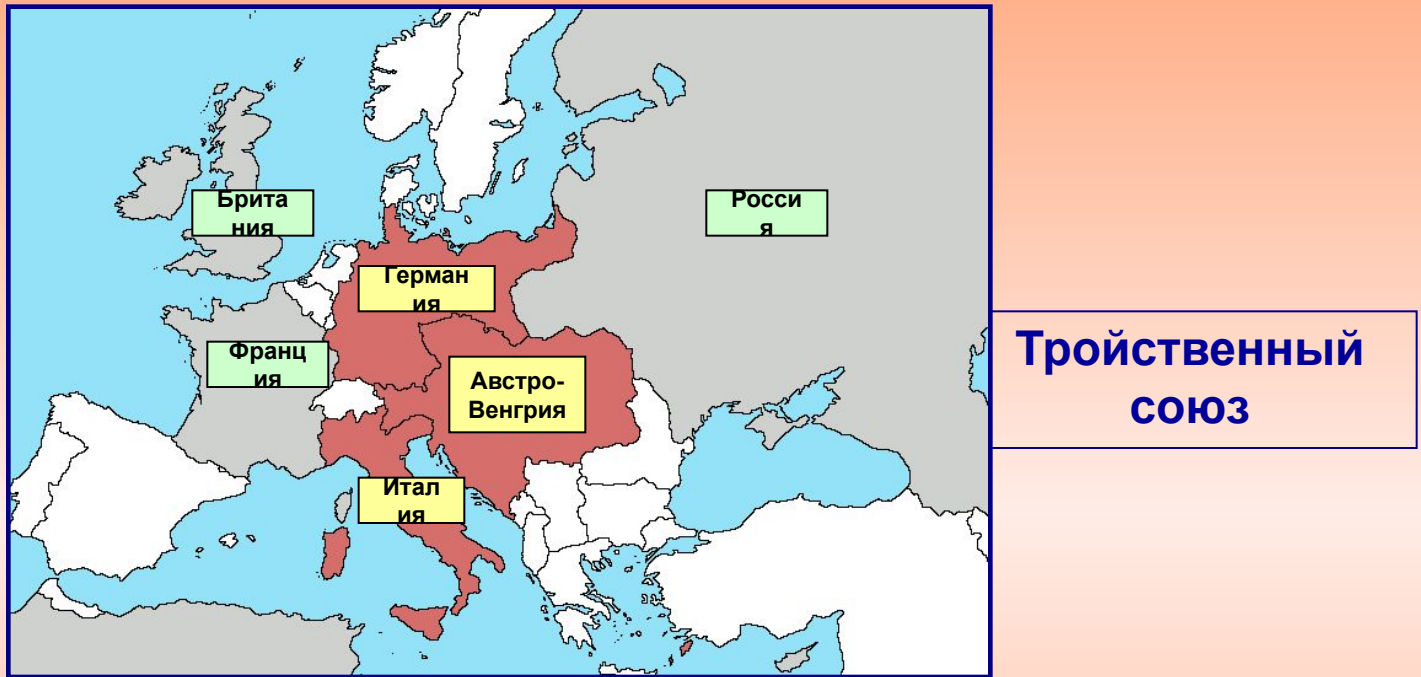 Брита
ния
Росси
я
Герман
ия
Франц
ия
Австро-
Венгрия
Итал
ия
Тройственный
союз